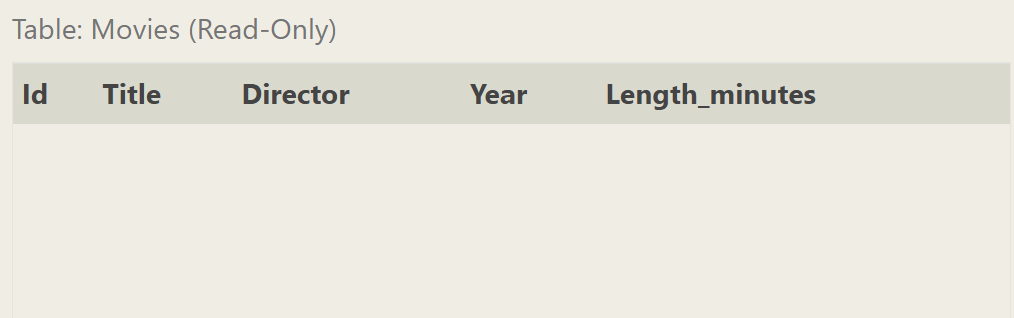 Table: Movies (Read-Only)
Id Title Director Year Length_minutes